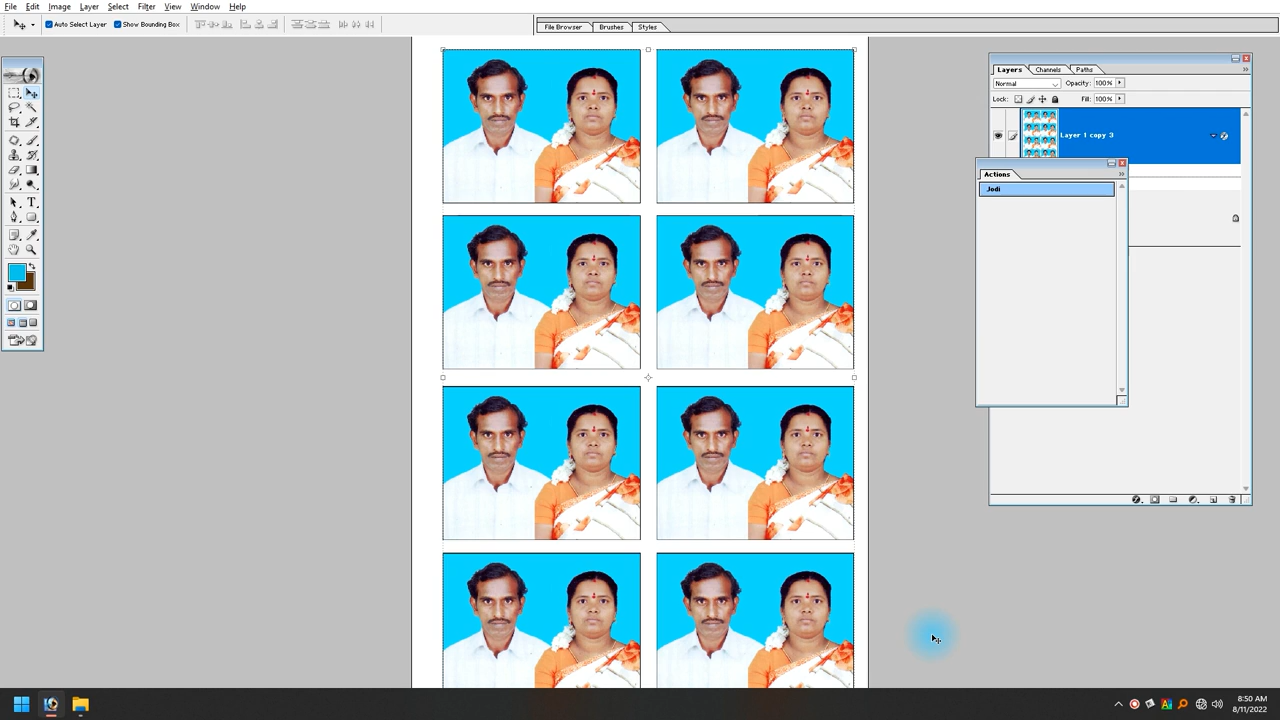 File Edit Image Layer Select Filter View Window Help
Auto Select Layer Show Bounding Box File Browser Brushes Styles
Layers Channels Paths
Normal Opacity: 100%
Lock: Fill: 100%
Layer 1 copy 3
Actions
Jodi
8:50 AM
8/11/2022